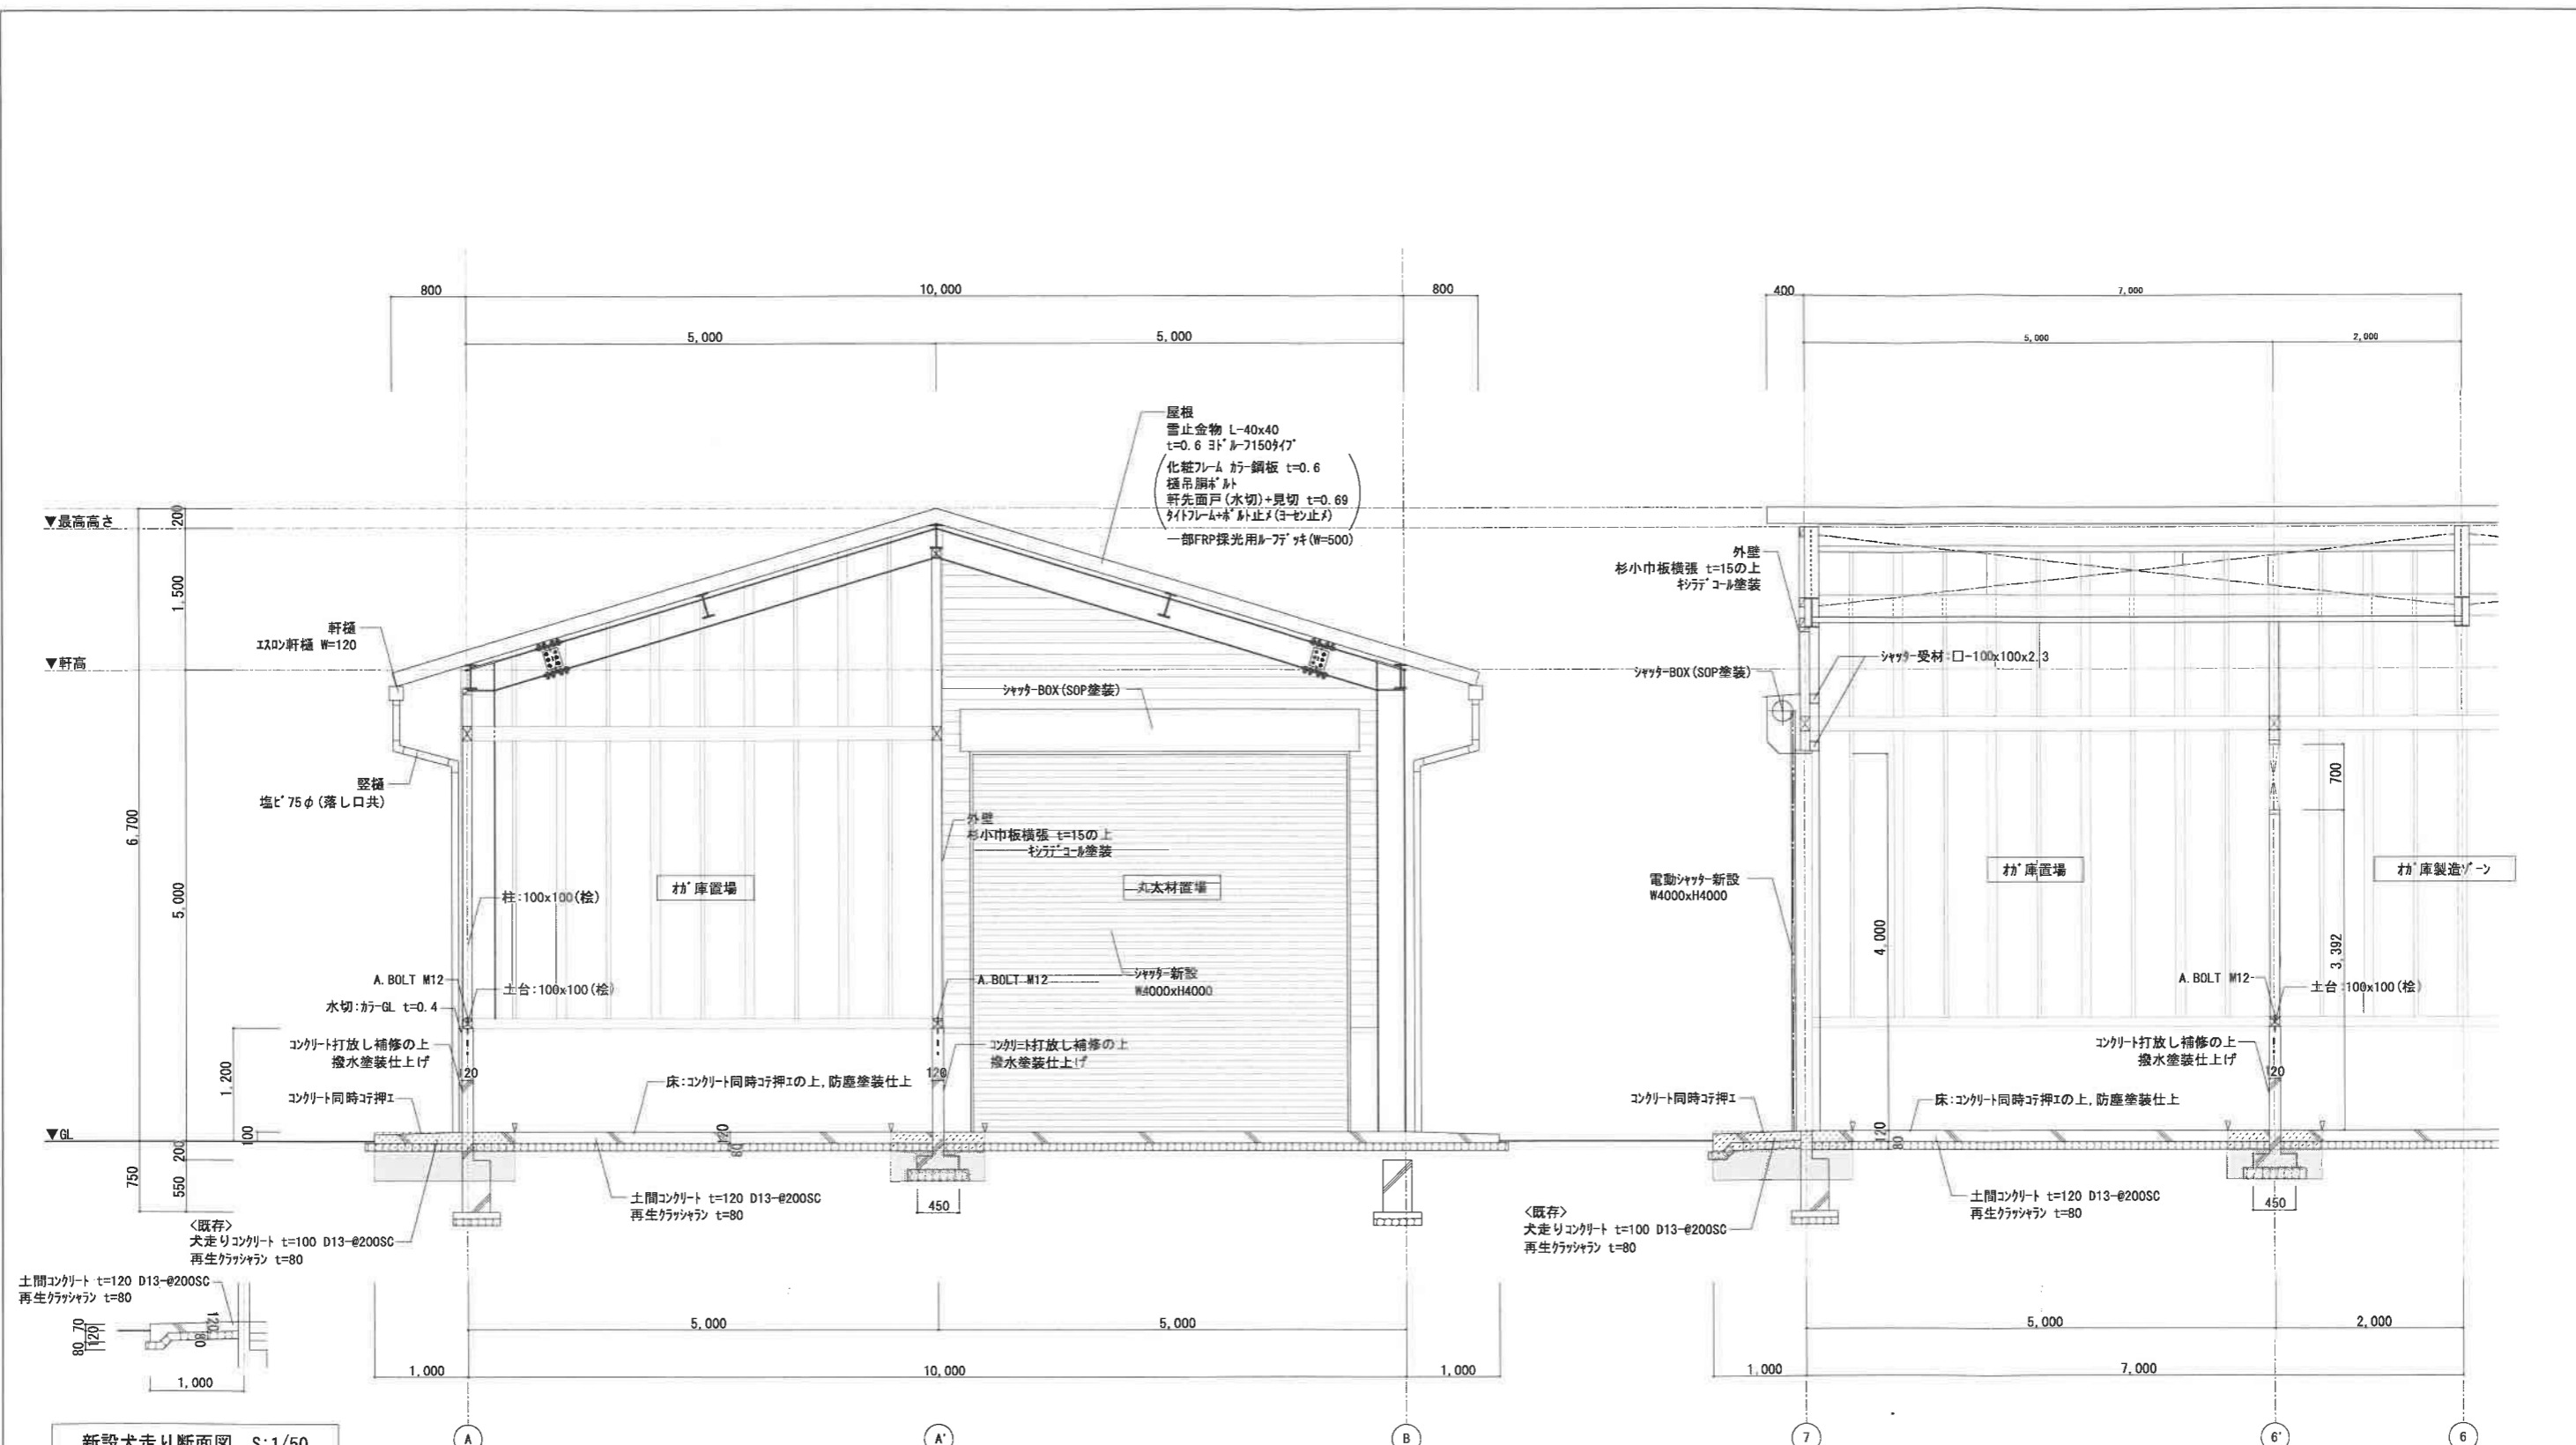 800
10,000
800
5,000
5,000
400
7,000
5,000
2,000
屋根
雪止金物 L-40x40
t=0.6 ﾖﾄﾞﾙｰﾌ150ﾀｲﾌﾟ
化粧ﾌﾚｰﾑ ｶﾗｰ鋼板 t=0.6
樋吊胴ﾎﾞﾙﾄ
軒先面戸(水切)+見切 t=0.69
ﾀｲﾄﾌﾚｰﾑ+ﾎﾞﾙﾄ止ﾒ(ﾖｰｾﾝ止ﾒ)
一部FRP採光用ﾙｰﾌﾃﾞｯｷ(W=500)
▼最高高さ
200
1,500
▼軒高
軒樋
ｴｽﾛﾝ軒樋 W=120
竪樋
塩ﾋﾞ75φ(落し口共)
6,700
5,000
ｼｬｯﾀｰBOX(SOP塗装)
外壁
杉小巾板横張 t=15の上
ｷｼﾗﾃﾞｺｰﾙ塗装
ｵｶﾞ庫置場
丸太材置場
柱:100x100(桧)
A.BOLT M12
土台:100x100(桧)
水切:ｶﾗｰGL t=0.4
A.BOLT M12
ｼｬｯﾀｰ新設
W4000xH4000
ｺﾝｸﾘｰﾄ打放し補修の上
撥水塗装仕上げ
120
120
ｺﾝｸﾘｰﾄ打放し補修の上
撥水塗装仕上げ
1,200
床:ｺﾝｸﾘｰﾄ同時ｺﾃ押ｴの上,防塵塗装仕上
ｺﾝｸﾘｰﾄ同時ｺﾃ押ｴ
▼GL
100
120
80
750
200
550
土間ｺﾝｸﾘｰﾄ t=120 D13-@200SC
再生ｸﾗｯｼｬﾗﾝ t=80
450
<既存>
犬走りｺﾝｸﾘｰﾄ t=100 D13-@200SC
再生ｸﾗｯｼｬﾗﾝ t=80
土間ｺﾝｸﾘｰﾄ t=120 D13-@200SC
再生ｸﾗｯｼｬﾗﾝ t=80
70
120
80
120
80
1,000
5,000
5,000
1,000
10,000
1,000
新設犬走り断面図 S:1/50
A
A'
B
外壁
杉小巾板横張 t=15の上
ｷｼﾗﾃﾞｺｰﾙ塗装
ｼｬｯﾀｰBOX(SOP塗装)
ｼｬｯﾀｰ受材:ロ-100x100x2.3
700
電動ｼｬｯﾀｰ新設
W4000xH4000
ｵｶﾞ庫置場
ｵｶﾞ庫製造ｿﾞｰﾝ
4,000
3,392
A.BOLT M12
土台:100x100(桧)
ｺﾝｸﾘｰﾄ打放し補修の上
撥水塗装仕上げ
120
ｺﾝｸﾘｰﾄ同時ｺﾃ押ｴ
床:ｺﾝｸﾘｰﾄ同時ｺﾃ押ｴの上,防塵塗装仕上
120
80
土間ｺﾝｸﾘｰﾄ t=120 D13-@200SC
再生ｸﾗｯｼｬﾗﾝ t=80
450
<既存>
犬走りｺﾝｸﾘｰﾄ t=100 D13-@200SC
再生ｸﾗｯｼｬﾗﾝ t=80
5,000
2,000
1,000
7,000
7
6'
6